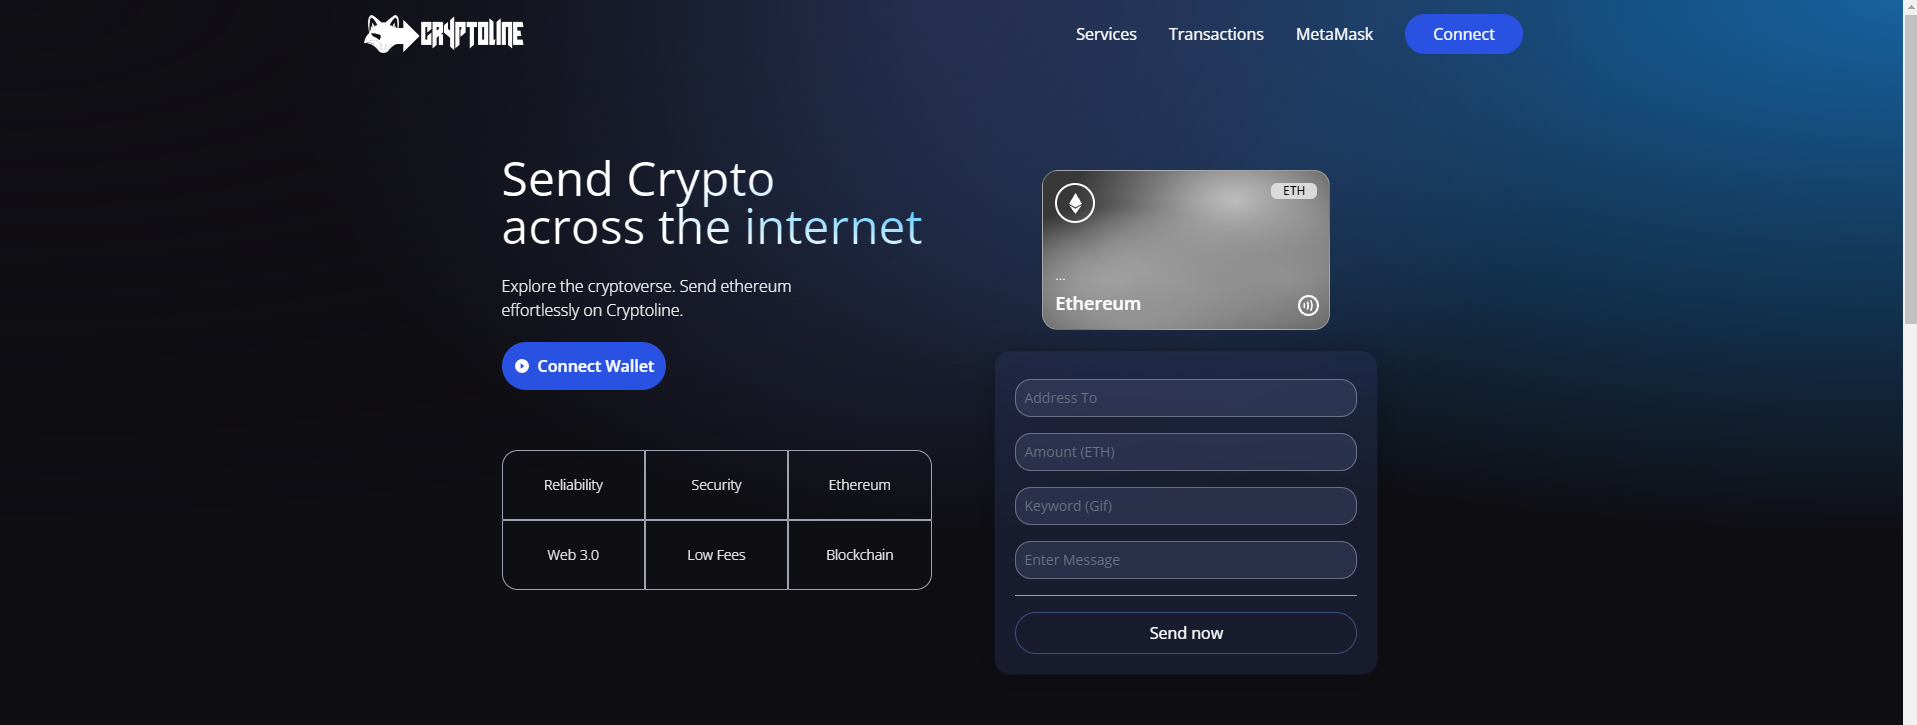 CRYPTOLINE
Services
Transactions
MetaMask
Connect
Send Crypto
across the internet
Explore the cryptoverse. Send ethereum
effortlessly on Cryptoline.
Connect Wallet
Reliability
Security
Ethereum
Web 3.0
Low Fees
Blockchain
ETH
...
Ethereum
Address To
Amount (ETH)
Keyword (Gif)
Enter Message
Send now